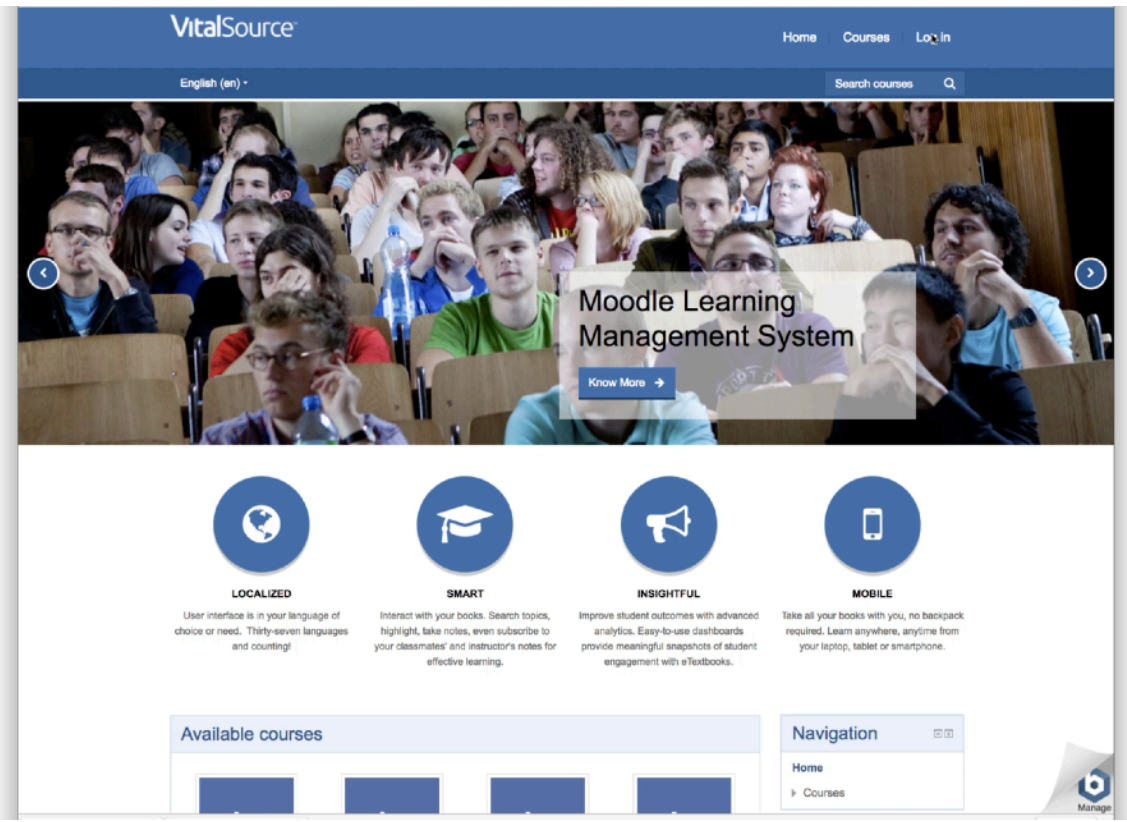 VitalSource™
Home Courses Log in
English (en)
Search courses
Moodle Learning
Management System
Know More
LOCALIZED
User interface is in your language of
choice or need. Thirty-seven languages
and counting!
SMART
Interact with your books. Search topics,
highlight, take notes, even subscribe to
your classmates' and instructor's notes for
effective learning.
INSIGHTFUL
Improve student outcomes with advanced
analytics. Easy-to-use dashboards
provide meaningful snapshots of student
engagement with eTextbooks.
MOBILE
Take all your books with you, no backpack
required. Learn anywhere, anytime from
your laptop, tablet or smartphone.
Available courses
Navigation
Home
Courses
Manage